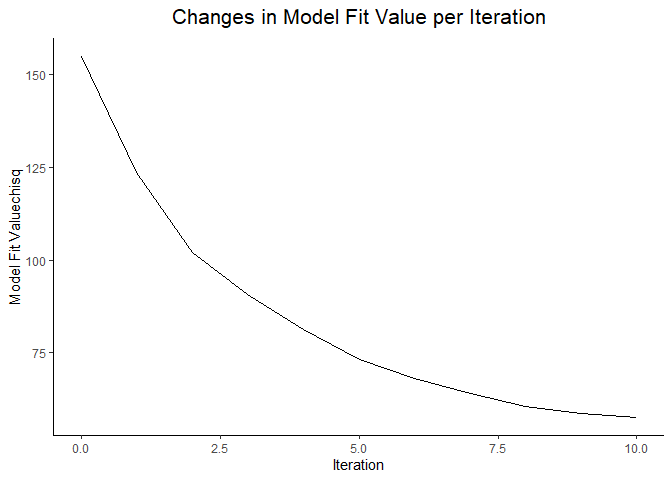 Changes in Model Fit Value per Iteration
Model Fit Valuechisq
150
125
100
75
0.0 2.5 5.0 7.5 10.0
Iteration